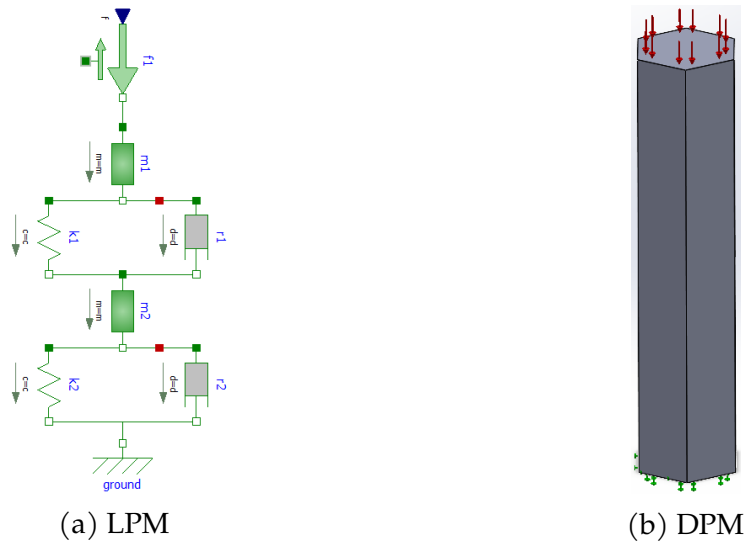 f
f1
m1
m=m
k1
c=c
d=d
r1
m2
m=m
k2
c=c
d=d
r2
ground
(a) LPM
(b) DPM